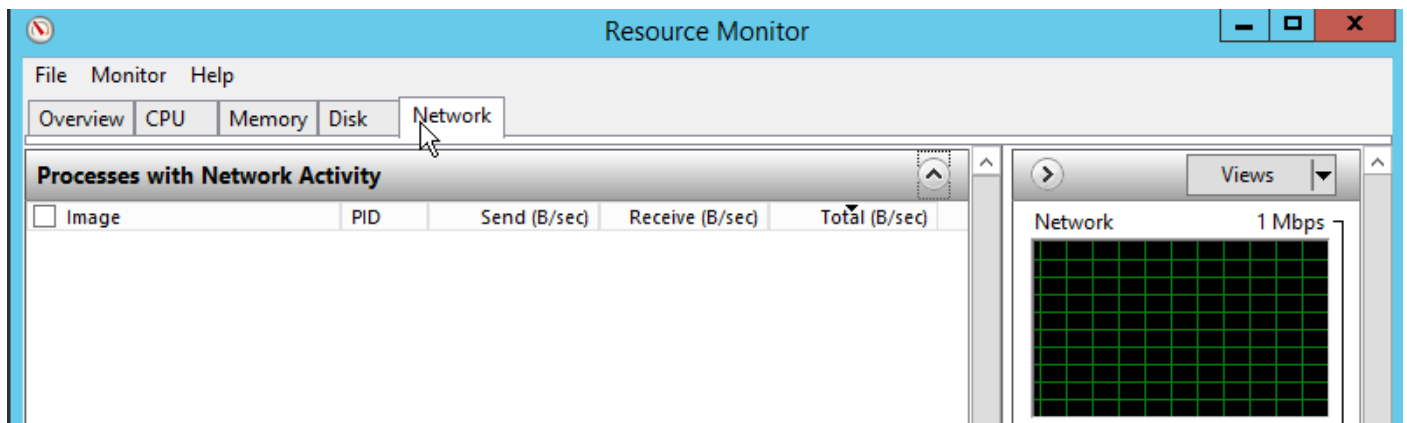 Resource Monitor
File Monitor Help
Overview CPU Memory Disk Network
Processes with Network Activity
Views
Image PID Send (B/sec) Receive (B/sec) Total (B/sec)
Network 1 Mbps